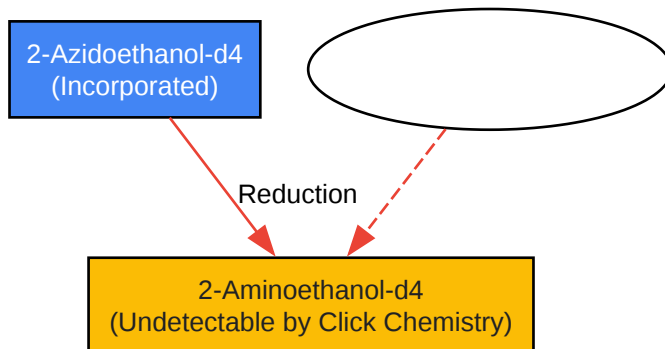 2-Azidoethanol-d4
(Incorporated)
Reduction
2-Aminoethanol-d4
(Undetectable by Click Chemistry)